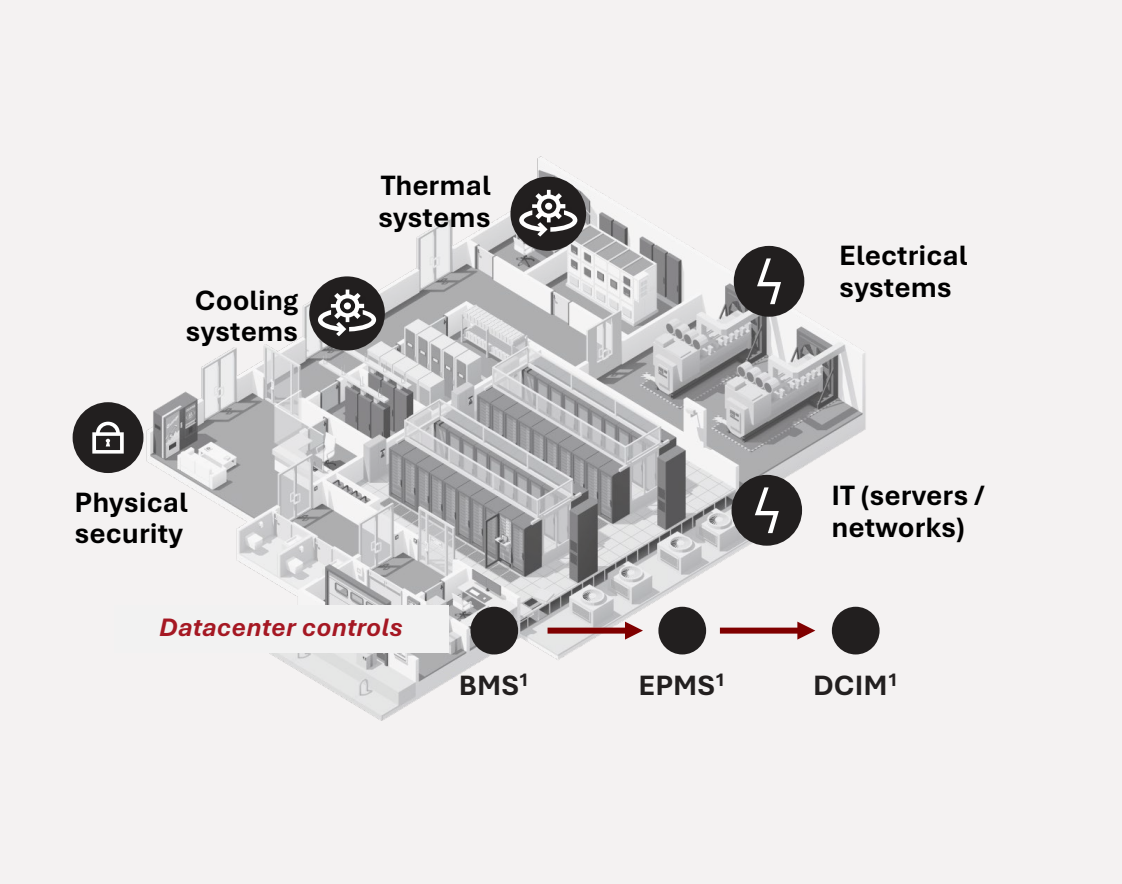 Thermal
systems
Electrical
systems
Cooling
systems
Physical
security
IT (servers /
networks)
Datacenter controls
BMS¹
EPMS¹
DCIM¹